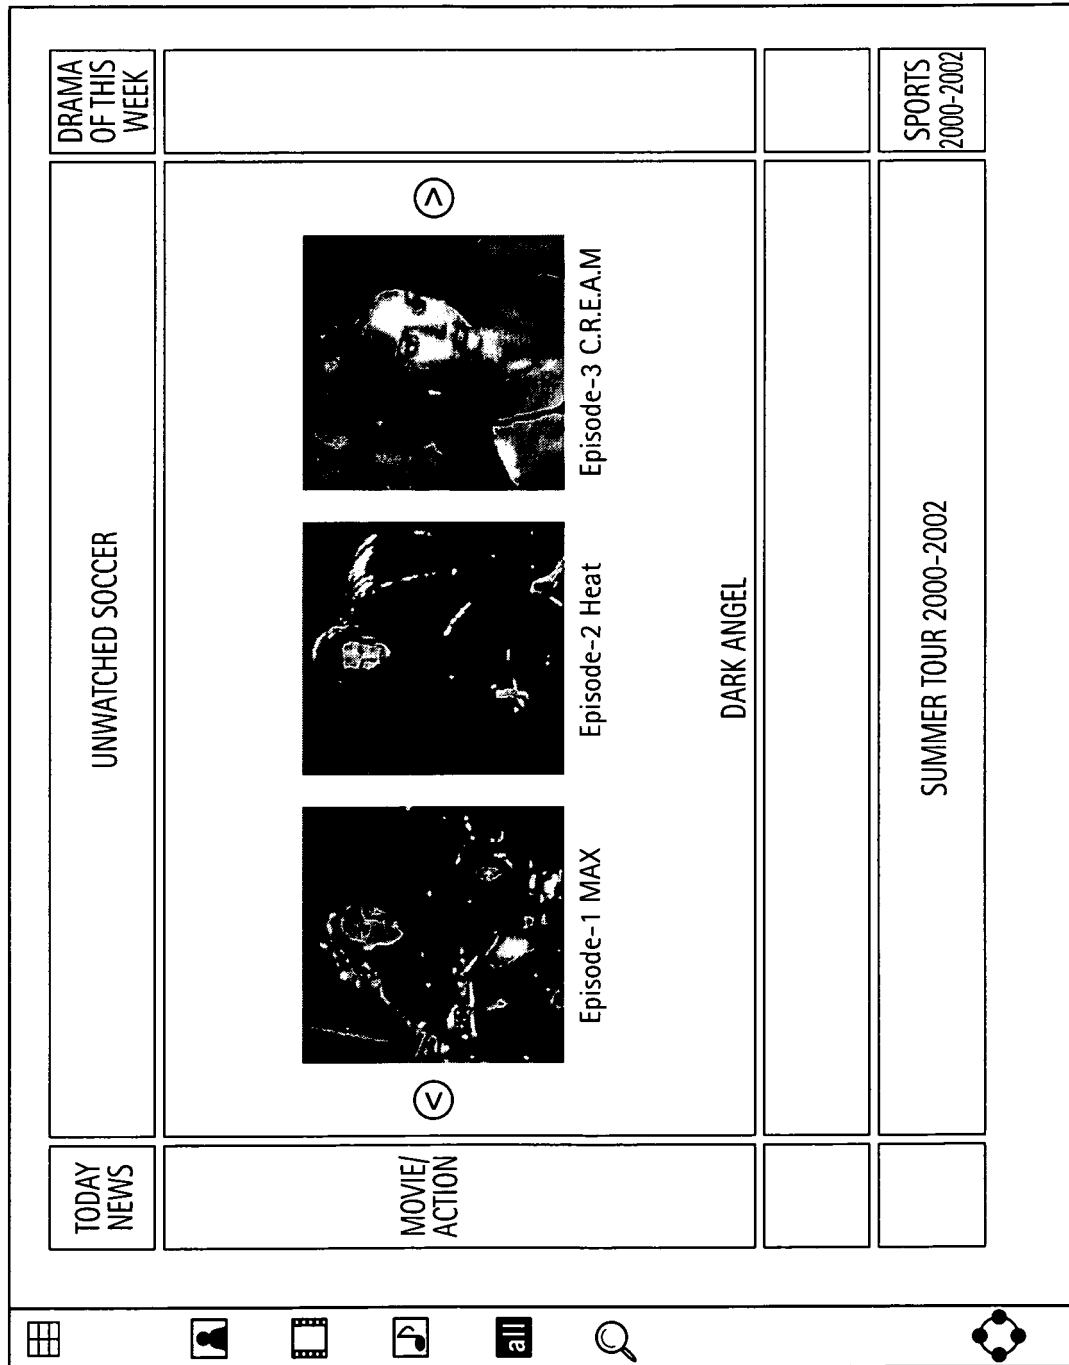 TODAY
NEWS
UNWATCHED SOCCER
DRAMA
OF THIS
WEEK
MOVIE/
ACTION
Episode-1 MAX
Episode-2 Heat
Episode-3 C.R.E.A.M
DARK ANGEL
SUMMER TOUR 2000-2002
SPORTS
2000-2002
all